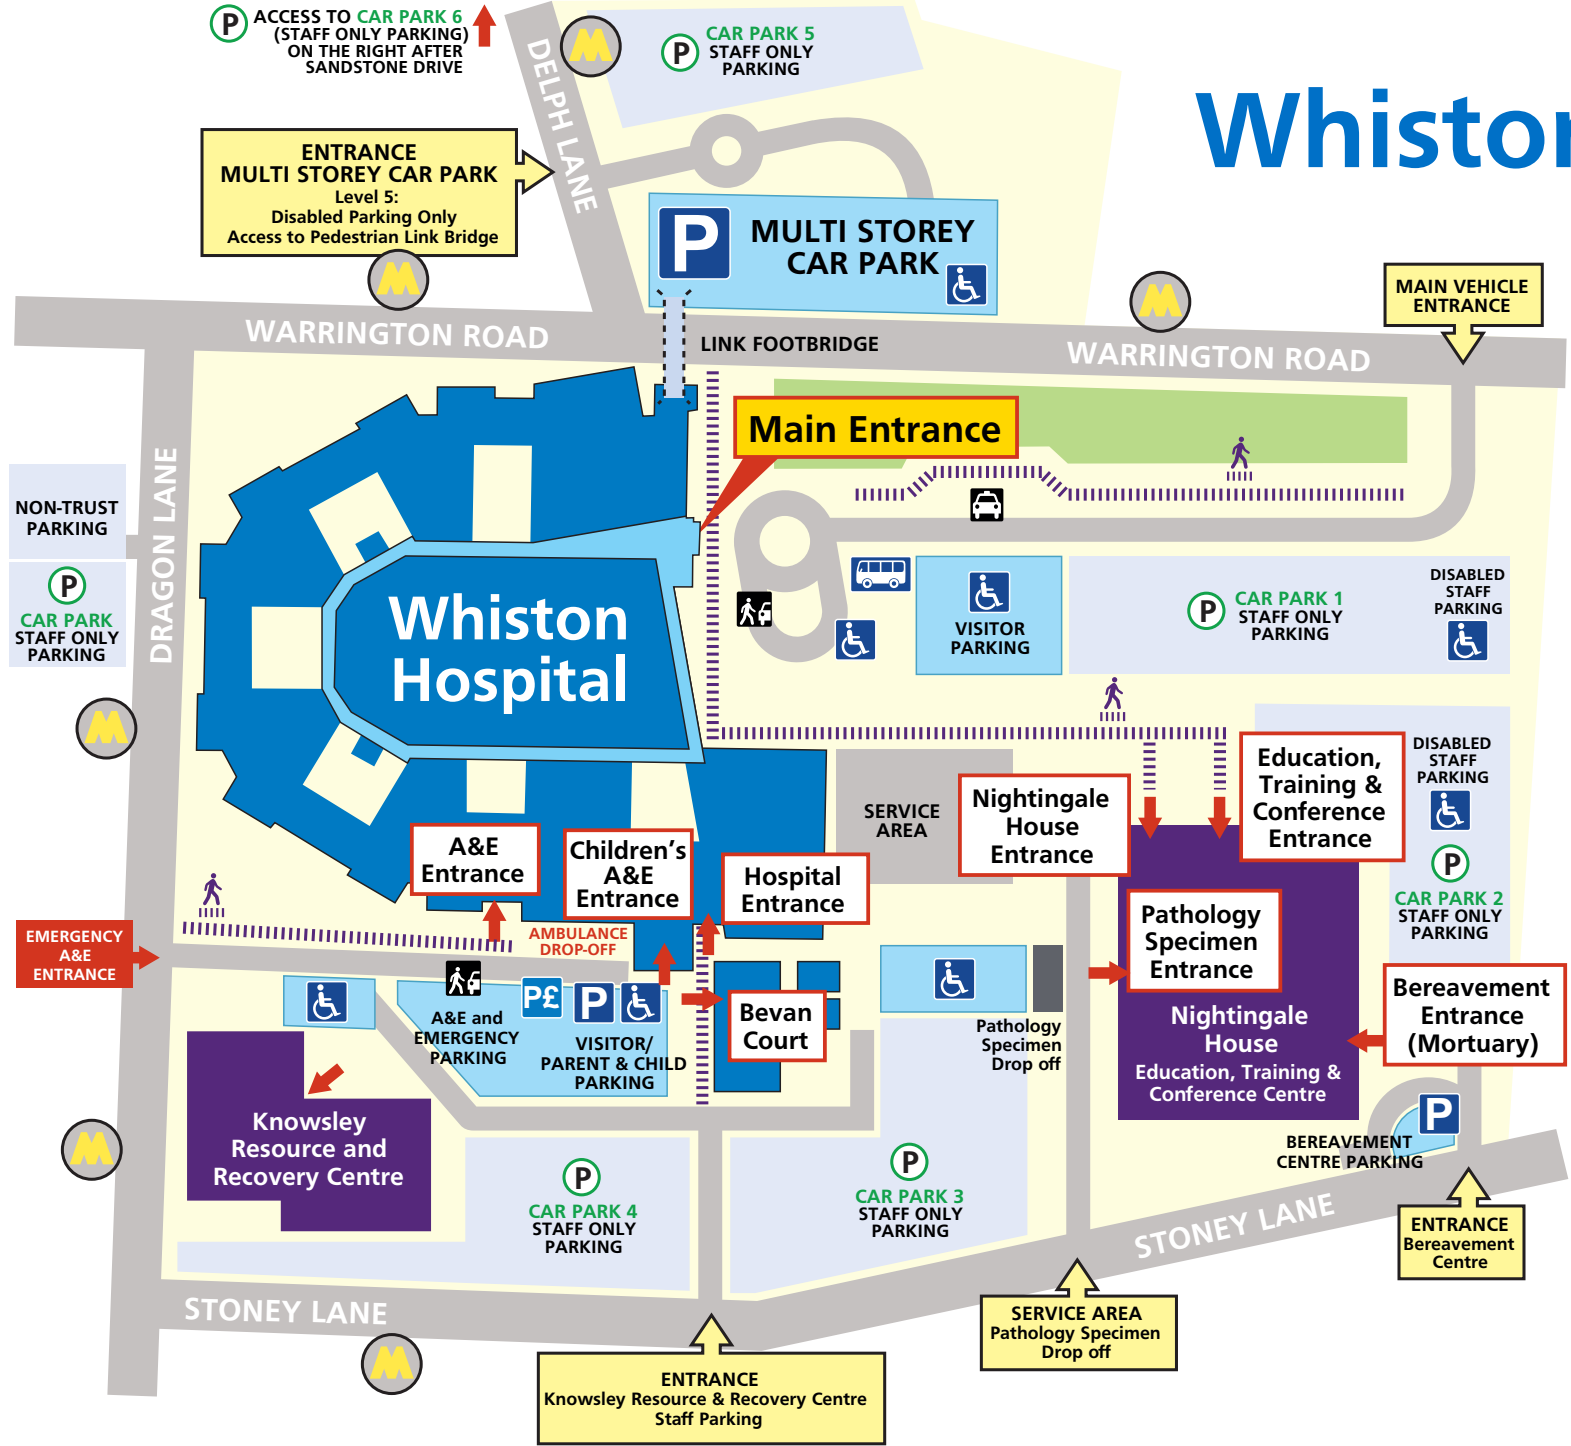 P
ACCESS TO CAR PARK 6
(STAFF ONLY PARKING)
ON THE RIGHT AFTER
SANDSTONE DRIVE
DELPH LANE
M
P
CAR PARK 5
STAFF ONLY
PARKING
ENTRANCE
MULTI STOREY CAR PARK
Level 5:
Disabled Parking Only
Access to Pedestrian Link Bridge
M
P
MULTI STOREY
CAR PARK
M
MAIN VEHICLE
ENTRANCE
WARRINGTON ROAD
LINK FOOTBRIDGE
WARRINGTON ROAD
Main Entrance
DRAGON LANE
NON-TRUST
PARKING
P
CAR PARK
STAFF ONLY
PARKING
M
Whiston
Hospital
VISITOR
PARKING
P
CAR PARK 1
STAFF ONLY
PARKING
DISABLED
STAFF
PARKING
SERVICE
AREA
Nightingale
House
Entrance
Education,
Training &
Conference
Entrance
DISABLED
STAFF
PARKING
P
CAR PARK 2
STAFF ONLY
PARKING
A&E
Entrance
Children's
A&E
Entrance
Hospital
Entrance
EMERGENCY
A&E
ENTRANCE
AMBULANCE
DROP-OFF
Pathology
Specimen
Entrance
A&E and
EMERGENCY
PARKING
P£
P
VISITOR/
PARENT & CHILD
PARKING
Bevan
Court
Pathology
Specimen
Drop off
Nightingale
House
Education, Training &
Conference Centre
Bereavement
Entrance
(Mortuary)
P
BEREAVEMENT
CENTRE PARKING
Knowsley
Resource and
Recovery Centre
M
P
CAR PARK 4
STAFF ONLY
PARKING
P
CAR PARK 3
STAFF ONLY
PARKING
STONEY LANE
STONEY LANE
M
ENTRANCE
Knowsley Resource & Recovery Centre
Staff Parking
SERVICE AREA
Pathology Specimen
Drop off
ENTRANCE
Bereavement
Centre